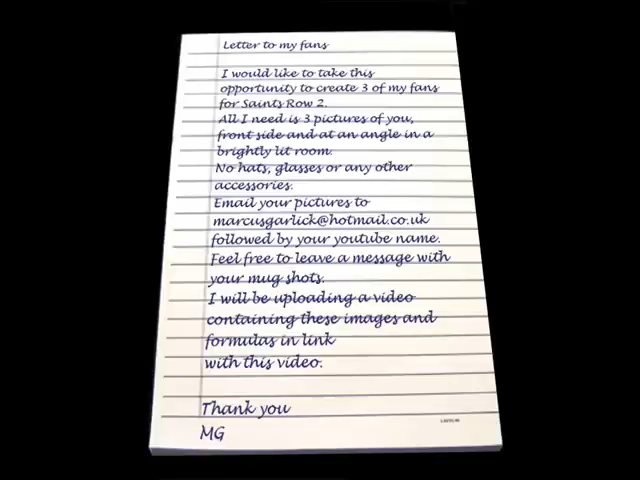 Letter to my fans
I would like to take this
opportunity to create 3 of my fans
for Saints Row 2.
All I need is 3 pictures of you,
front side and at an angle in a
brightly lit room.
No hats, glasses or any other
accessories.
Email your pictures to
marcusgarlick@hotmail.co.uk
followed by your youtube name.
Feel free to leave a message with
your mug shots.
I will be uploading a video
containing these images and
formulas in link
with this video.
Thank you
MG